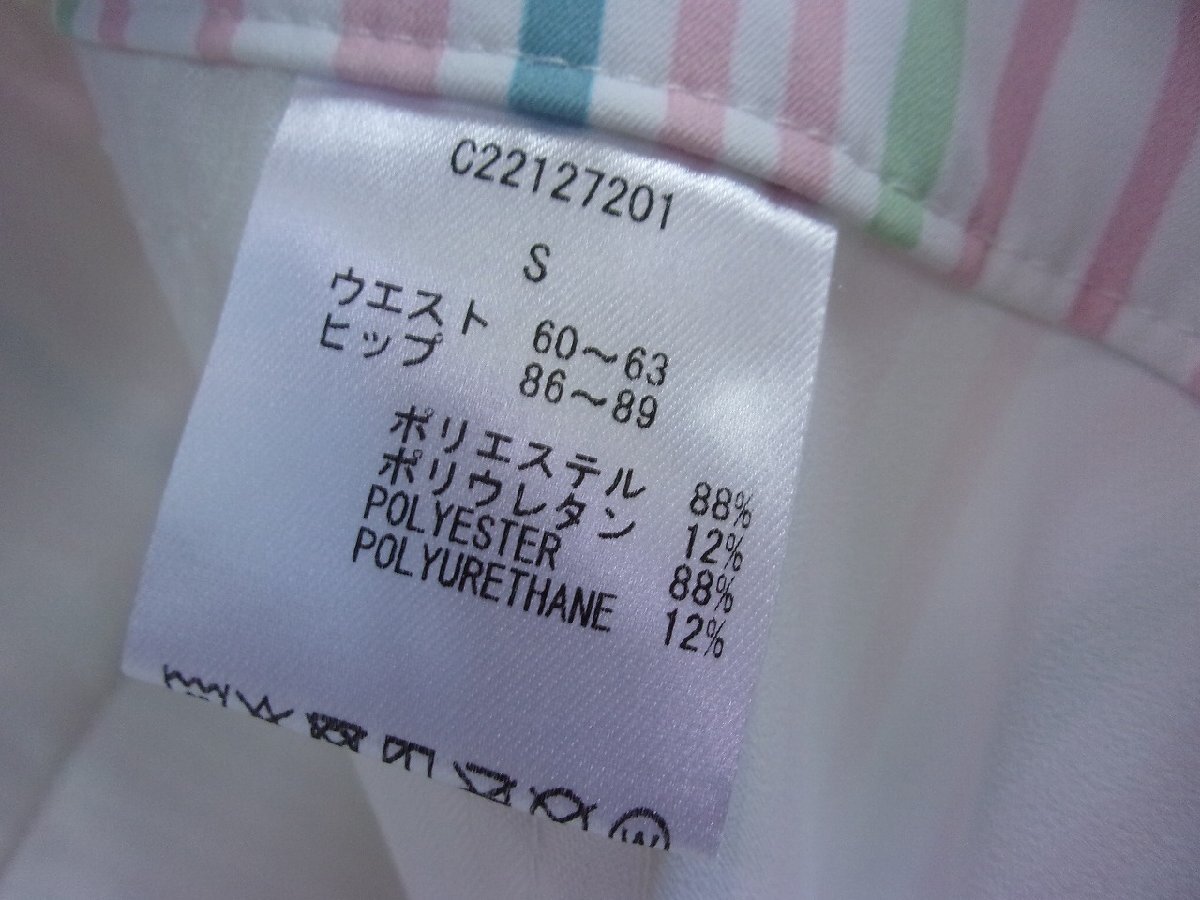 C22127201
S
ウエスト 60～63
ヒップ 86～89
ポリエステル 88%
ポリウレタン 12%
POLYESTER 88%
POLYURETHANE 12%
W